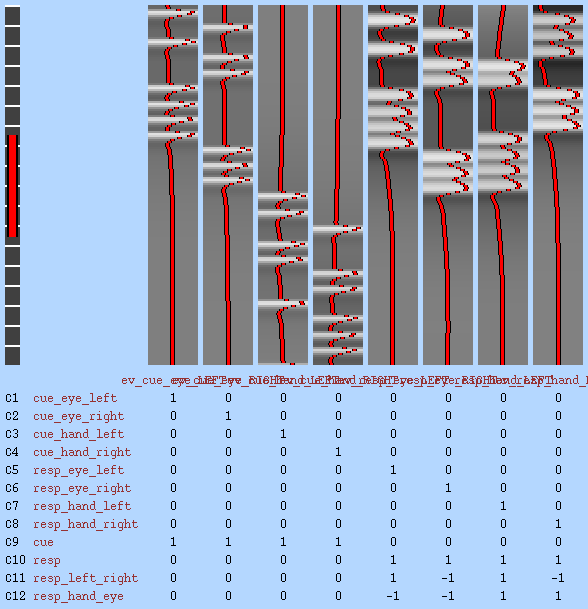 C1 cue_eye_left 1 0 0 0 0 0 0 0
C2 cue_eye_right 0 1 0 0 0 0 0 0
C3 cue_hand_left 0 0 1 0 0 0 0 0
C4 cue_hand_right 0 0 0 1 0 0 0 0
C5 resp_eye_left 0 0 0 0 1 0 0 0
C6 resp_eye_right 0 0 0 0 0 1 0 0
C7 resp_hand_left 0 0 0 0 0 0 1 0
C8 resp_hand_right 0 0 0 0 0 0 0 1
C9 cue 1 1 1 1 0 0 0 0
C10 resp 0 0 0 0 1 1 1 1
C11 resp_left_right 0 0 0 0 1 -1 1 -1
C12 resp_hand_eye 0 0 0 0 -1 -1 1 1